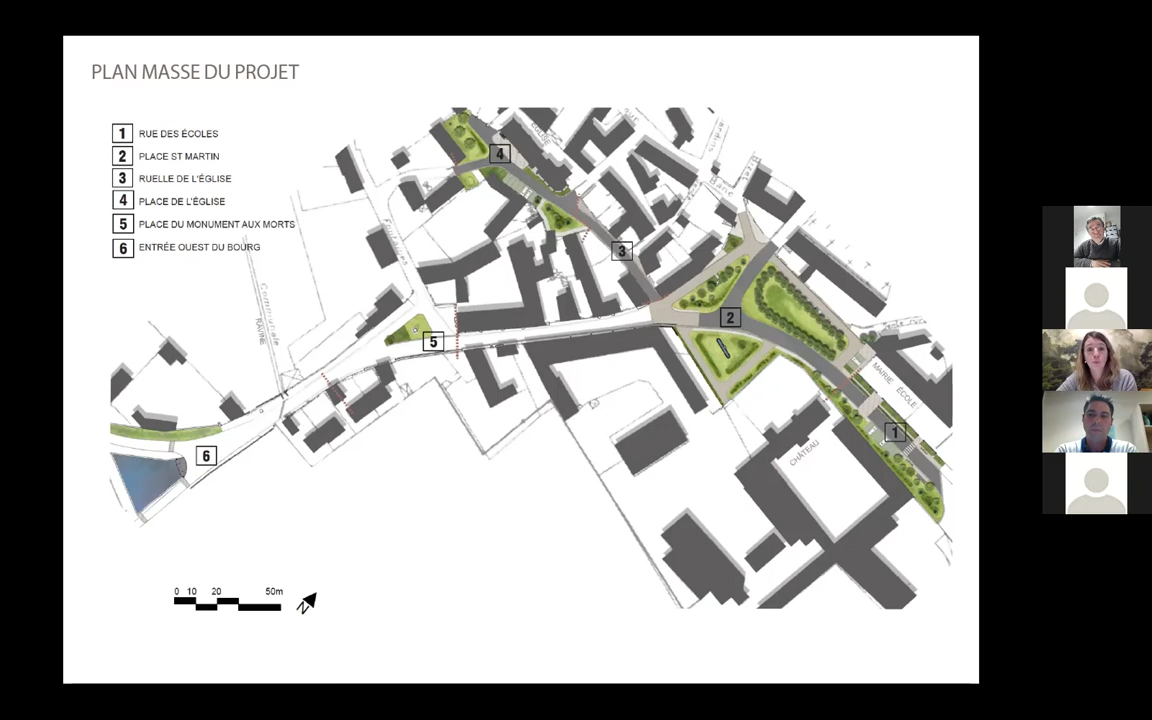 PLAN MASSE DU PROJET
1 RUE DES ÉCOLES
2 PLACE ST MARTIN
3 RUELLE DE L'ÉGLISE
4 PLACE DE L'ÉGLISE
5 PLACE DU MONUMENT AUX MORTS
6 ENTRÉE OUEST DU BOURG
4
3
2
5
1
6
MAIRIE ÉCOLE
CHÂTEAU
Communale
RAVINE
0 10 20 50m
N